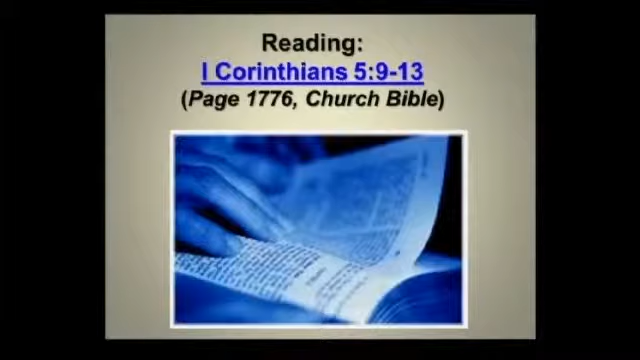 Reading:
I Corinthians 5:9-13
(Page 1776, Church Bible)